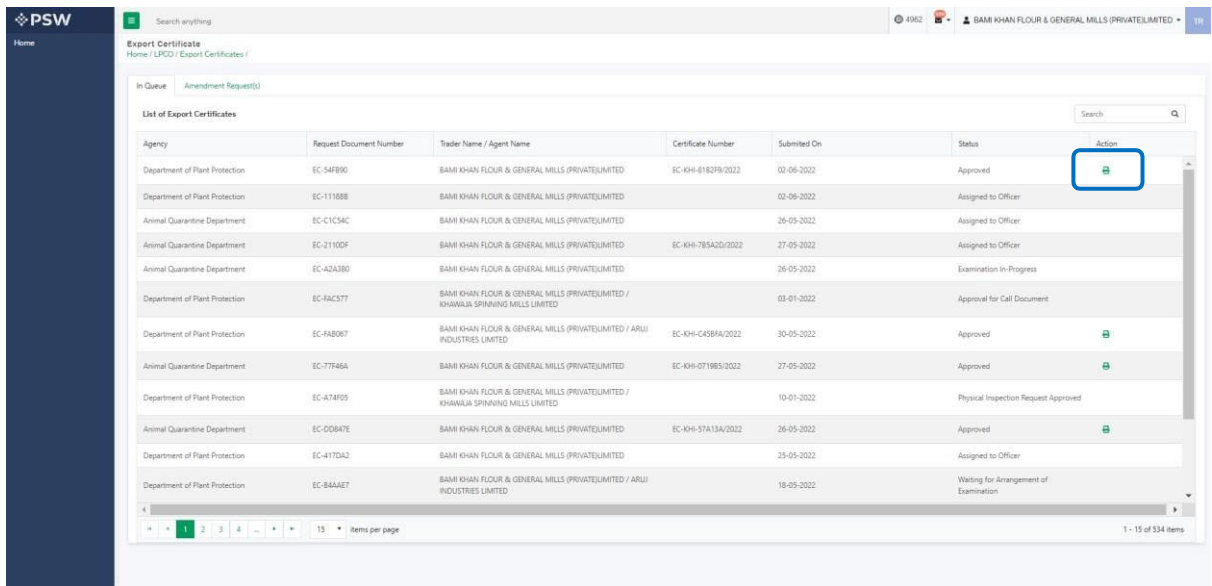 PSW
Search anything
4962
BAMI KHAN FLOUR & GENERAL MILLS (PRIVATE)LIMITED
TR
Home
Export Certificate
Home / LPCO / Export Certificates /
In Queue Amendment Request(s)
List of Export Certificates
Search
Agency Request Document Number Trader Name / Agent Name Certificate Number Submited On Status Action
Department of Plant Protection EC-54FB90 BAMI KHAN FLOUR & GENERAL MILLS (PRIVATE)LIMITED EC-KHI-81B2F9/2022 02-06-2022 Approved
Department of Plant Protection EC-111BBB BAMI KHAN FLOUR & GENERAL MILLS (PRIVATE)LIMITED 02-06-2022 Assigned to Officer
Animal Quarantine Department EC-C1C54C BAMI KHAN FLOUR & GENERAL MILLS (PRIVATE)LIMITED 26-05-2022 Assigned to Officer
Animal Quarantine Department EC-2110DF BAMI KHAN FLOUR & GENERAL MILLS (PRIVATE)LIMITED EC-KHI-7B5A2D/2022 27-05-2022 Assigned to Officer
Animal Quarantine Department EC-A2A3B0 BAMI KHAN FLOUR & GENERAL MILLS (PRIVATE)LIMITED 26-05-2022 Examination In-Progress
Department of Plant Protection EC-FAC577 BAMI KHAN FLOUR & GENERAL MILLS (PRIVATE)LIMITED / 03-01-2022 Approval for Call Document
KHAWAJA SPINNING MILLS LIMITED
Department of Plant Protection EC-FAB067 BAMI KHAN FLOUR & GENERAL MILLS (PRIVATE)LIMITED / ARUJ EC-KHI-C45BFA/2022 30-05-2022 Approved
INDUSTRIES LIMITED
Animal Quarantine Department EC-77F46A BAMI KHAN FLOUR & GENERAL MILLS (PRIVATE)LIMITED EC-KHI-0719B5/2022 27-05-2022 Approved
Department of Plant Protection EC-A74F05 BAMI KHAN FLOUR & GENERAL MILLS (PRIVATE)LIMITED / 10-01-2022 Physical Inspection Request Approved
KHAWAJA SPINNING MILLS LIMITED
Animal Quarantine Department EC-DD847E BAMI KHAN FLOUR & GENERAL MILLS (PRIVATE)LIMITED EC-KHI-57A13A/2022 26-05-2022 Approved
Department of Plant Protection EC-417DA2 BAMI KHAN FLOUR & GENERAL MILLS (PRIVATE)LIMITED 25-05-2022 Assigned to Officer
Department of Plant Protection EC-B4AAE7 BAMI KHAN FLOUR & GENERAL MILLS (PRIVATE)LIMITED / ARUJ 18-05-2022 Waiting for Arrangement of
INDUSTRIES LIMITED Examination
1 2 3 4 ... 15 items per page 1 - 15 of 534 items